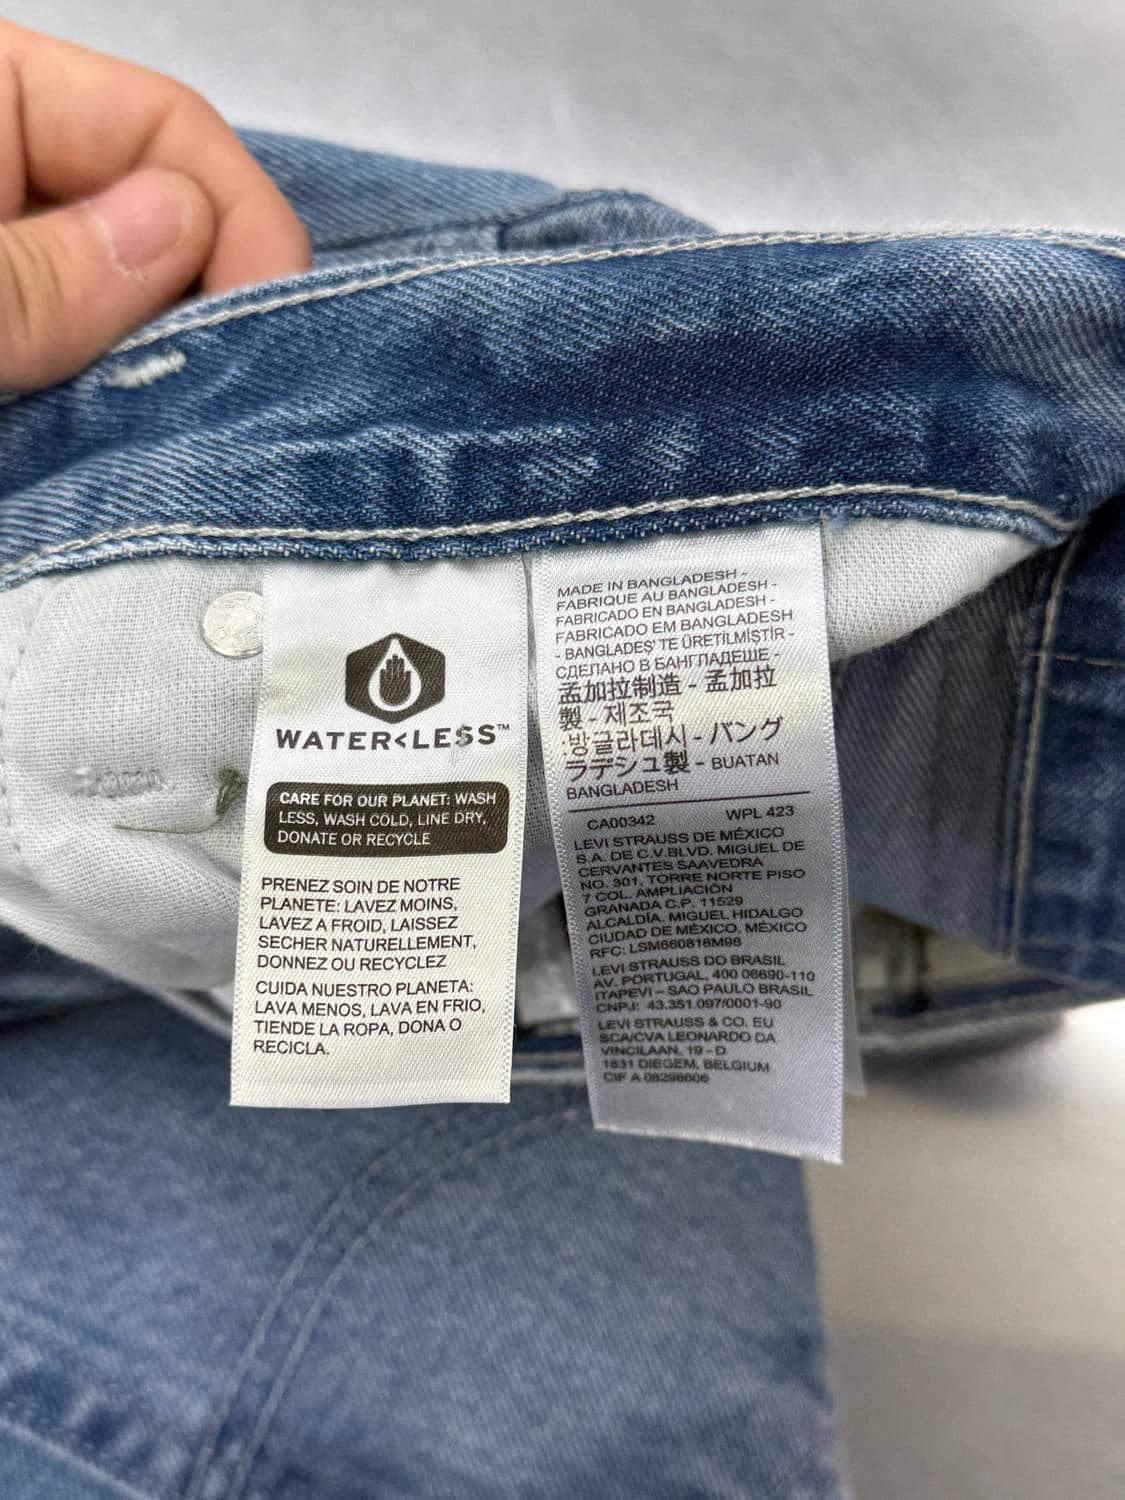 WATER<LESS™
CARE FOR OUR PLANET: WASH
LESS, WASH COLD, LINE DRY,
DONATE OR RECYCLE
PRENEZ SOIN DE NOTRE
PLANETE: LAVEZ MOINS,
LAVEZ A FROID, LAISSEZ
SECHER NATURELLEMENT,
DONNEZ OU RECYCLEZ
CUIDA NUESTRO PLANETA:
LAVA MENOS, LAVA EN FRIO,
TIENDE LA ROPA, DONA O
RECICLA.
MADE IN BANGLADESH -
FABRIQUE AU BANGLADESH -
FABRICADO EN BANGLADESH -
FABRICADO EM BANGLADESH
- BANGLADEŞ'TE ÜRETİLMİŞTİR -
СДЕЛАНО В БАНГЛАДЕШЕ -
孟加拉制造 - 孟加拉
製 - 제조국
:방글라데시 - バング
ラデシュ製 - BUATAN
BANGLADESH
CA00342 WPL 423
LEVI STRAUSS DE MÉXICO
S.A. DE C.V.BLVD. MIGUEL DE
CERVANTES SAAVEDRA
NO. 301, TORRE NORTE PISO
7 COL. AMPLIACIÓN
GRANADA C.P. 11529
ALCALDÍA. MIGUEL HIDALGO
CIUDAD DE MÉXICO, MÉXICO
RFC: LSM660818M98
LEVI STRAUSS DO BRASIL
AV. PORTUGAL, 400 06690-110
ITAPEVI – SAO PAULO BRASIL
CNPJ: 43.351.097/0001-90
LEVI STRAUSS & CO. EU
SCA/CVA LEONARDO DA
VINCILAAN, 19 - D
1831 DIEGEM, BELGIUM
CIF A 08298606